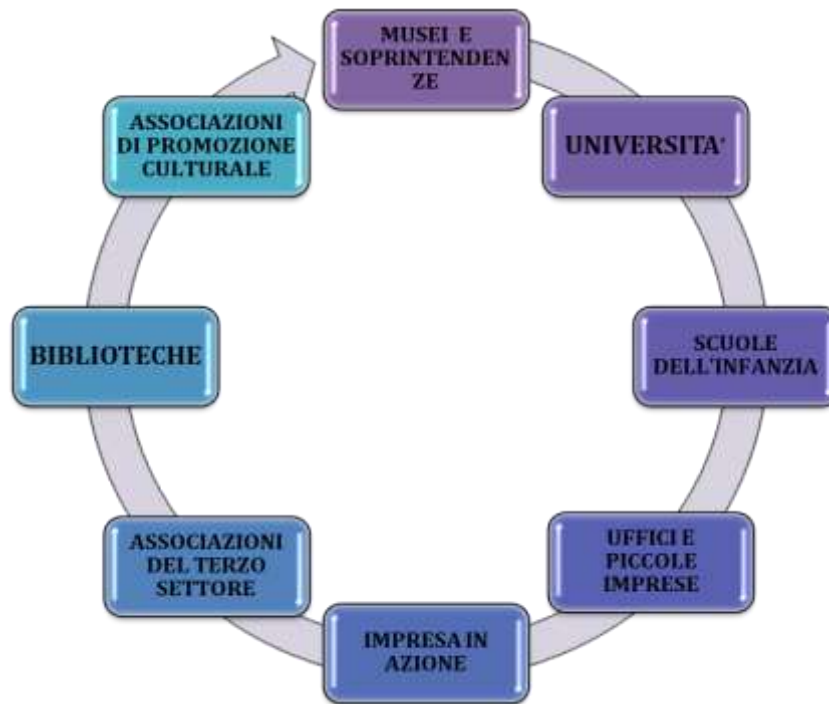 MUSEI E
SOPRINTENDEN
ZE
UNIVERSITA'
SCUOLE
DELL'INFANZIA
UFFICI E
PICCOLE
IMPRESE
IMPRESA IN
AZIONE
ASSOCIAZIONI
DEL TERZO
SETTORE
BIBLIOTECHE
ASSOCIAZIONI
DI PROMOZIONE
CULTURALE